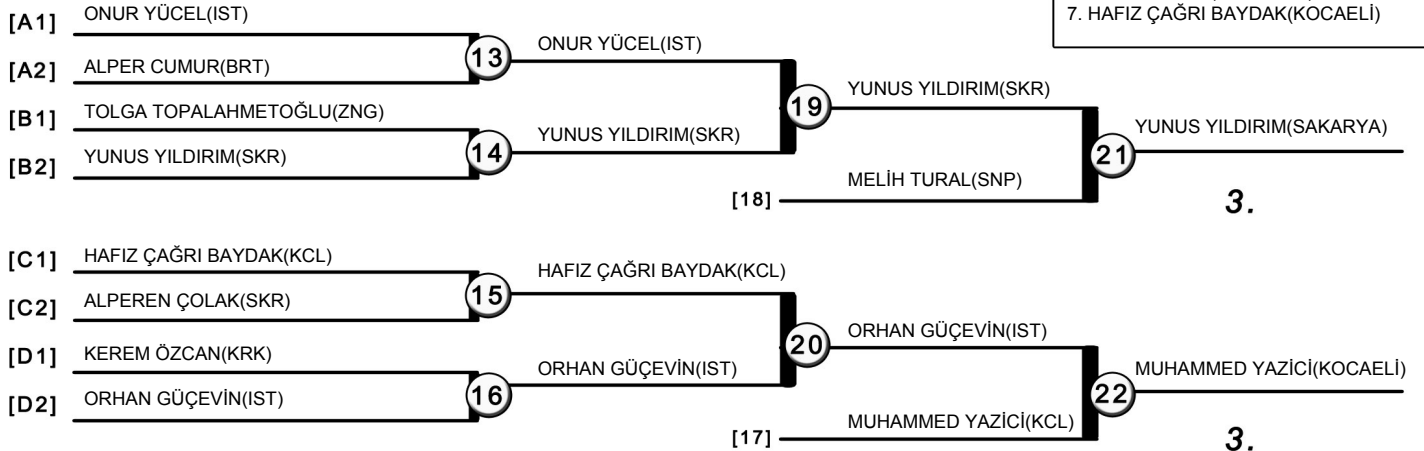 7. HAFIZ ÇAĞRI BAYDAK(KOCAELİ)
[A1] ONUR YÜCEL(IST)
13
ONUR YÜCEL(IST)
[A2] ALPER CUMUR(BRT)
19
YUNUS YILDIRIM(SKR)
[B1] TOLGA TOPALAHMETOĞLU(ZNG)
14
YUNUS YILDIRIM(SKR)
21
YUNUS YILDIRIM(SAKARYA)
[B2] YUNUS YILDIRIM(SKR)
[18] MELİH TURAL(SNP)
3.
[C1] HAFIZ ÇAĞRI BAYDAK(KCL)
15
HAFIZ ÇAĞRI BAYDAK(KCL)
[C2] ALPEREN ÇOLAK(SKR)
20
ORHAN GÜÇEVİN(IST)
[D1] KEREM ÖZCAN(KRK)
16
ORHAN GÜÇEVİN(IST)
22
MUHAMMED YAZİCİ(KOCAELİ)
[D2] ORHAN GÜÇEVİN(IST)
[17] MUHAMMED YAZİCİ(KCL)
3.